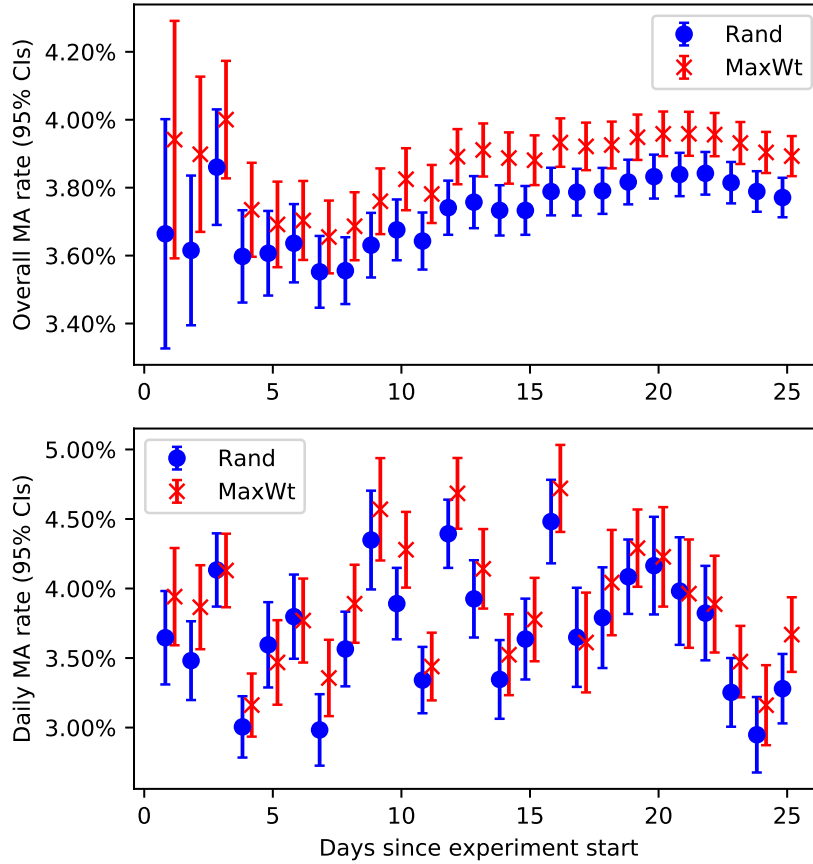 Overall MA rate (95% CIs)
4.20%
4.00%
3.80%
3.60%
3.40%
Rand
MaxWt
0 5 10 15 20 25
Daily MA rate (95% CIs)
5.00%
4.50%
4.00%
3.50%
3.00%
Rand
MaxWt
0 5 10 15 20 25
Days since experiment start